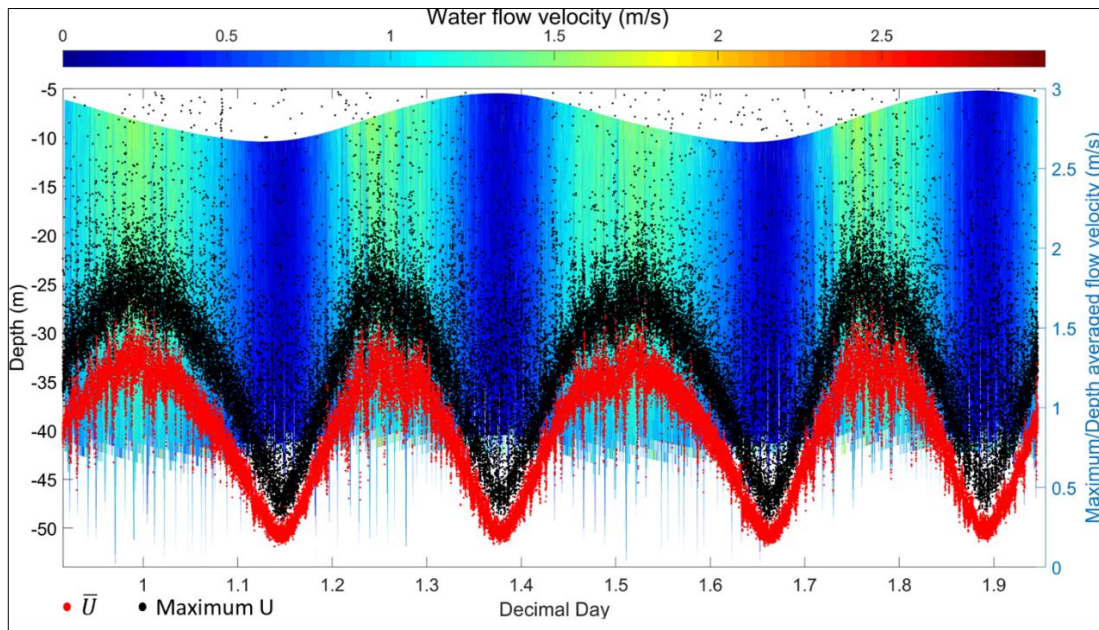 Water flow velocity (m/s)
0 0.5 1 1.5 2 2.5
Depth (m)
-5
-10
-15
-20
-25
-30
-35
-40
-45
-50
3
2.5
2
1.5
1
0.5
0
Maximum/Depth averaged flow velocity (m/s)
1 1.1 1.2 1.3 1.4 1.5 1.6 1.7 1.8 1.9
Decimal Day
U̅ Maximum U